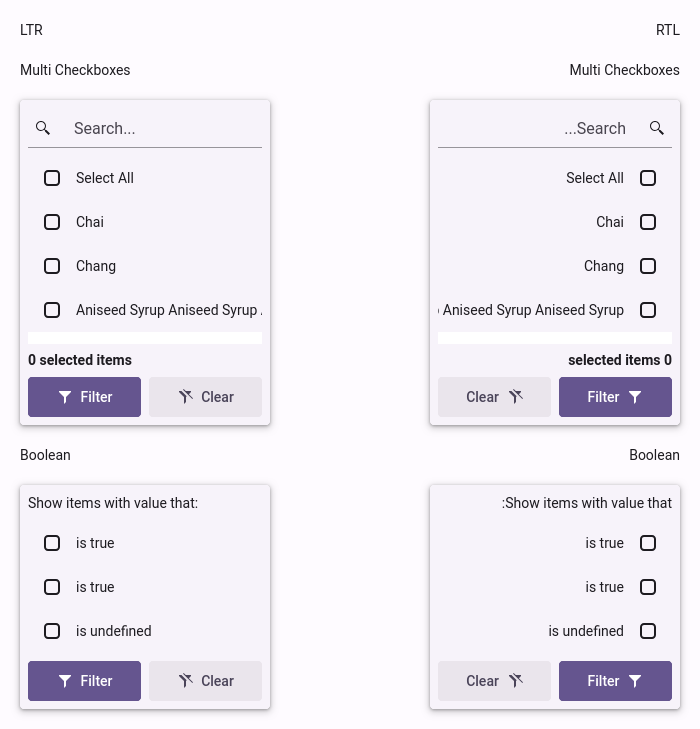 LTR
RTL
Multi Checkboxes
Multi Checkboxes
Search...
...Search
Select All
Select All
Chai
Chai
Chang
Chang
Aniseed Syrup Aniseed Syrup
Aniseed Syrup Aniseed Syrup
0 selected items
selected items 0
Filter
Clear
Clear
Filter
Boolean
Boolean
Show items with value that:
:Show items with value that
is true
is true
is true
is true
is undefined
is undefined
Filter
Clear
Clear
Filter